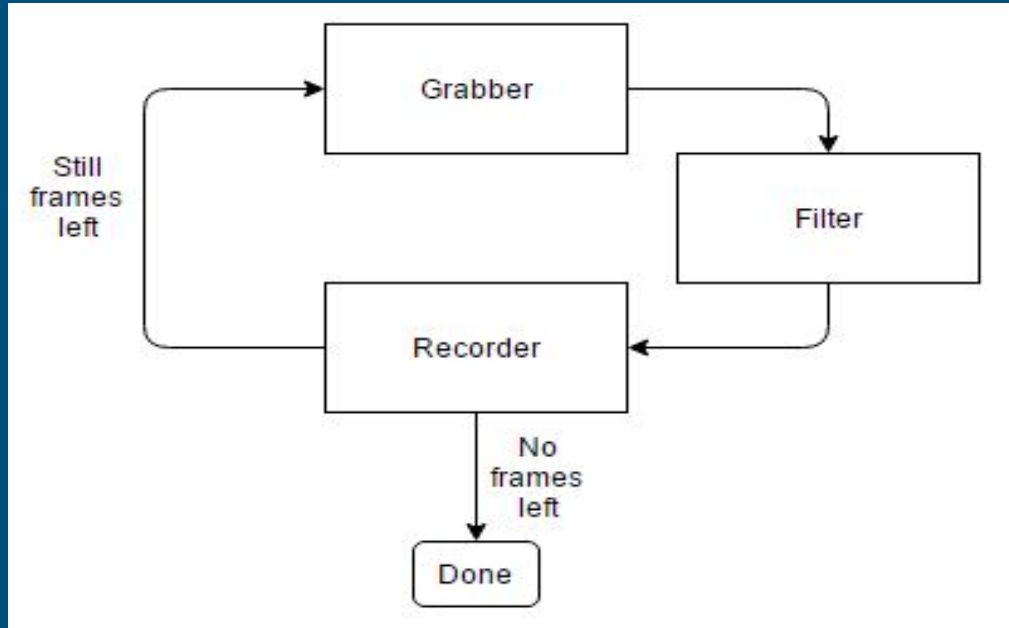 Grabber
Still
frames
left
Filter
Recorder
No
frames
left
Done